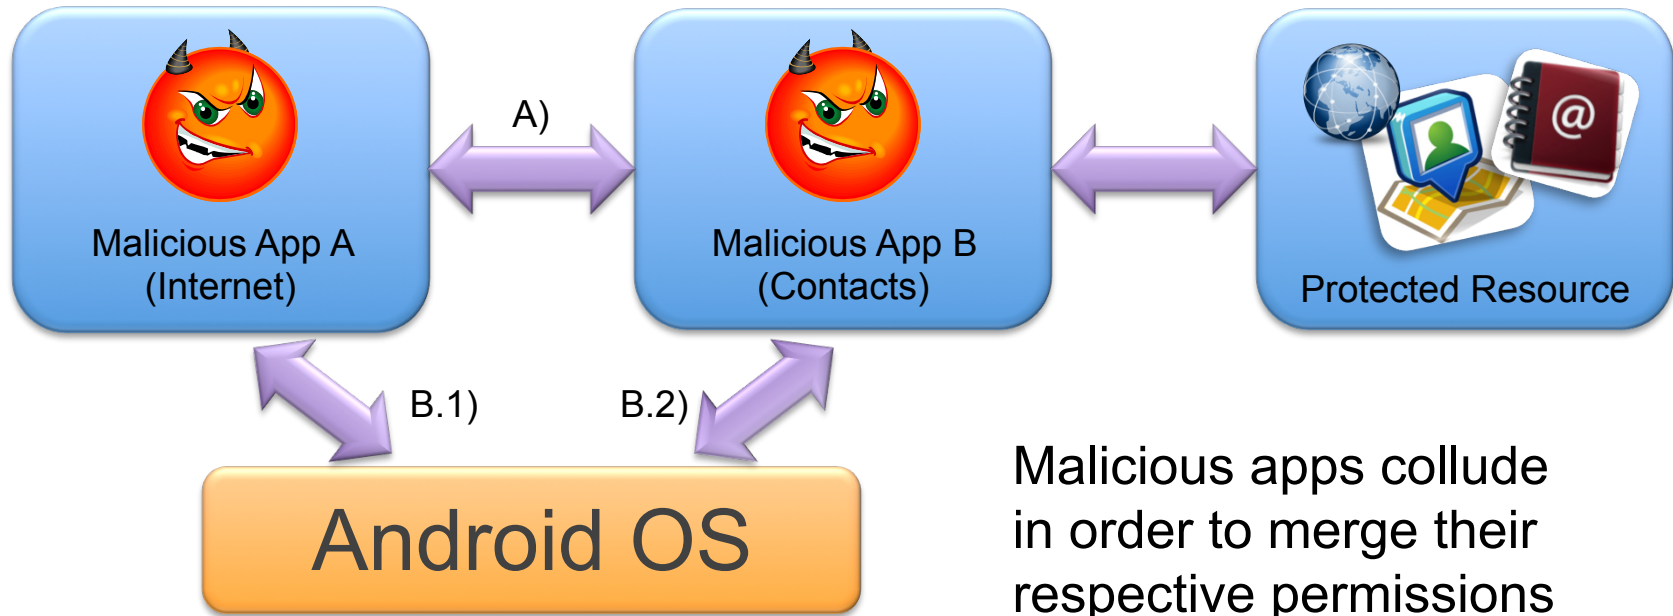 A)
Malicious App A
(Internet)
Malicious App B
(Contacts)
@
Protected Resource
B.1)
B.2)
Android OS
Malicious apps collude
in order to merge their
respective permissions